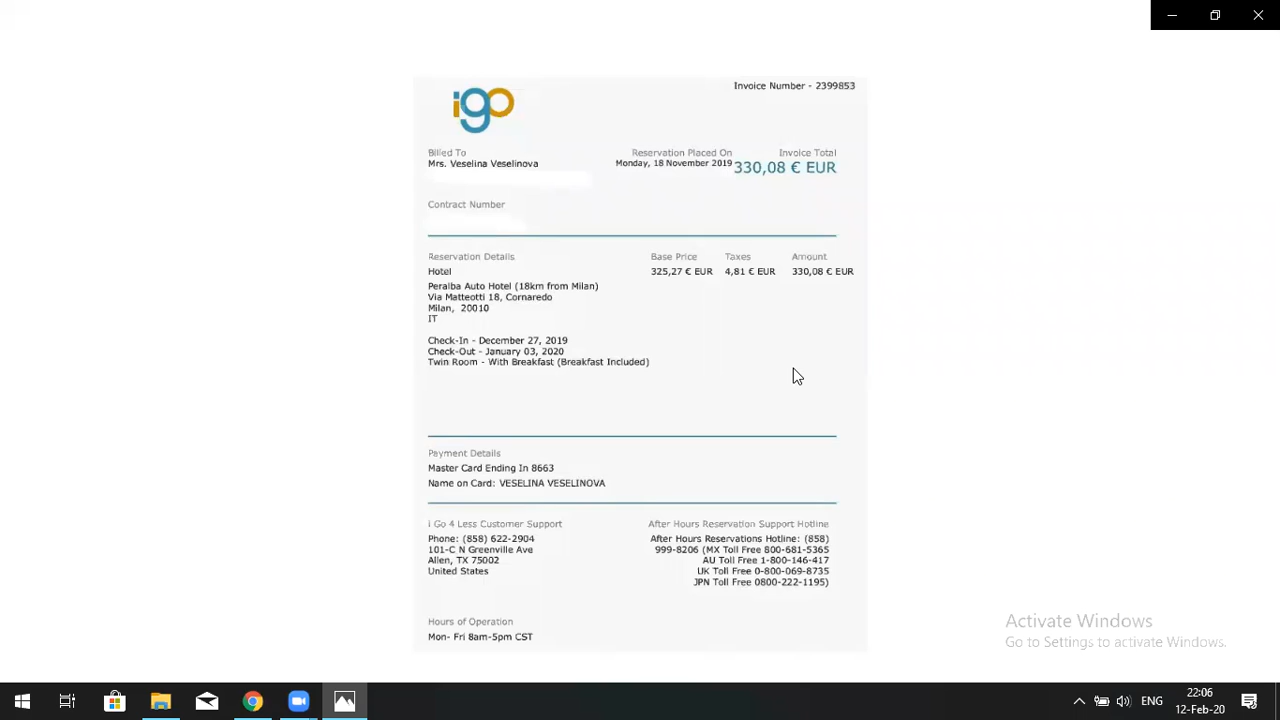 Invoice Number - 2399853
igo
Billed To
Mrs. Veselina Veselinova
Reservation Placed On
Monday, 18 November 2019
Invoice Total
330,08 € EUR
Contract Number
Reservation Details Base Price Taxes Amount
Hotel 325,27 € EUR 4,81 € EUR 330,08 € EUR
Peralba Auto Hotel (18km from Milan)
Via Matteotti 18, Cornaredo
Milan, 20010
IT
Check-In - December 27, 2019
Check-Out - January 03, 2020
Twin Room - With Breakfast (Breakfast Included)
Payment Details
Master Card Ending In 8663
Name on Card: VESELINA VESELINOVA
i Go 4 Less Customer Support
Phone: (858) 622-2904
101-C N Greenville Ave
Allen, TX 75002
United States
After Hours Reservation Support Hotline
After Hours Reservations Hotline: (858)
999-8206 (MX Toll Free 800-681-5365
AU Toll Free 1-800-146-417
UK Toll Free 0-800-069-8735
JPN Toll Free 0800-222-1195)
Hours of Operation
Mon- Fri 8am-5pm CST
Activate Windows
Go to Settings to activate Windows.
ENG
22:06
12-Feb-20